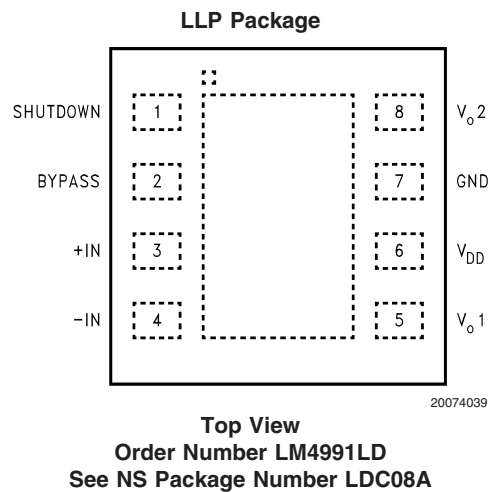 LLP Package
SHUTDOWN 1 8 Vo2
BYPASS 2 7 GND
+IN 3 6 VDD
-IN 4 5 Vo1
20074039
Top View
Order Number LM4991LD
See NS Package Number LDC08A